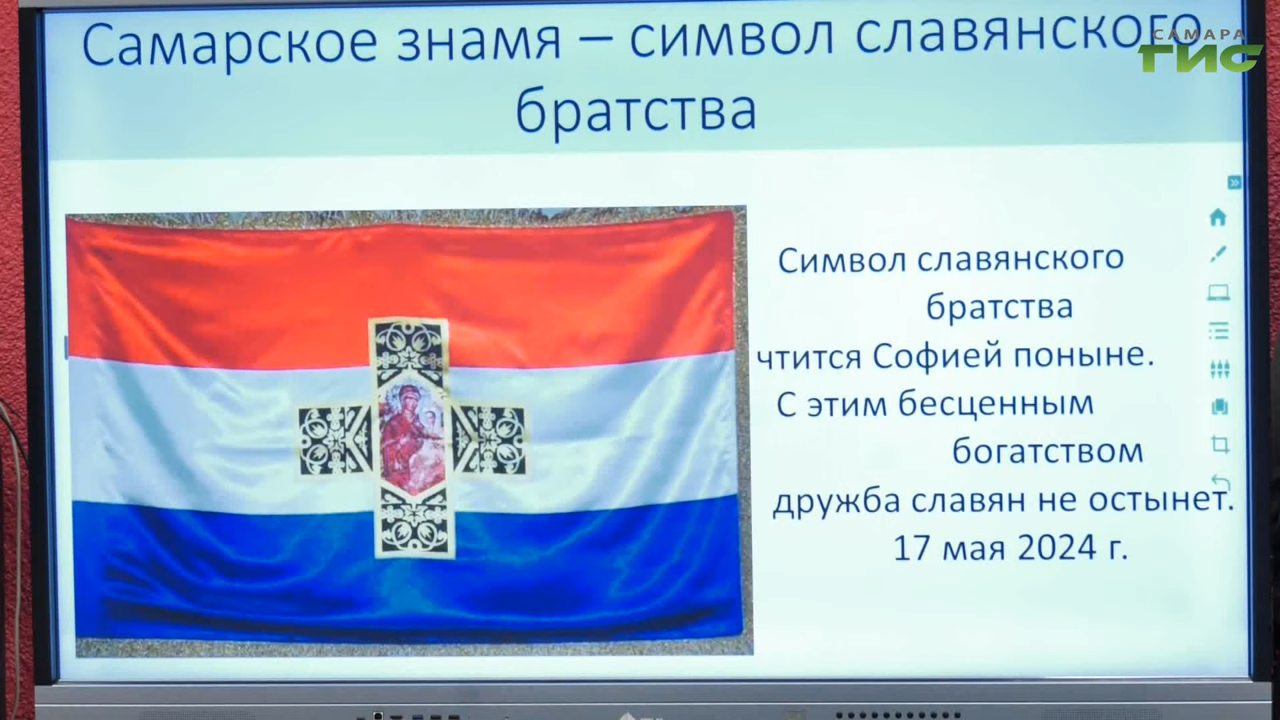 Самарское знамя – символ славянского
братства
САМАРА
ГИС
Символ славянского
братства
чтится Софией поныне.
С этим бесценным
богатством
дружба славян не остынет.
17 мая 2024 г.